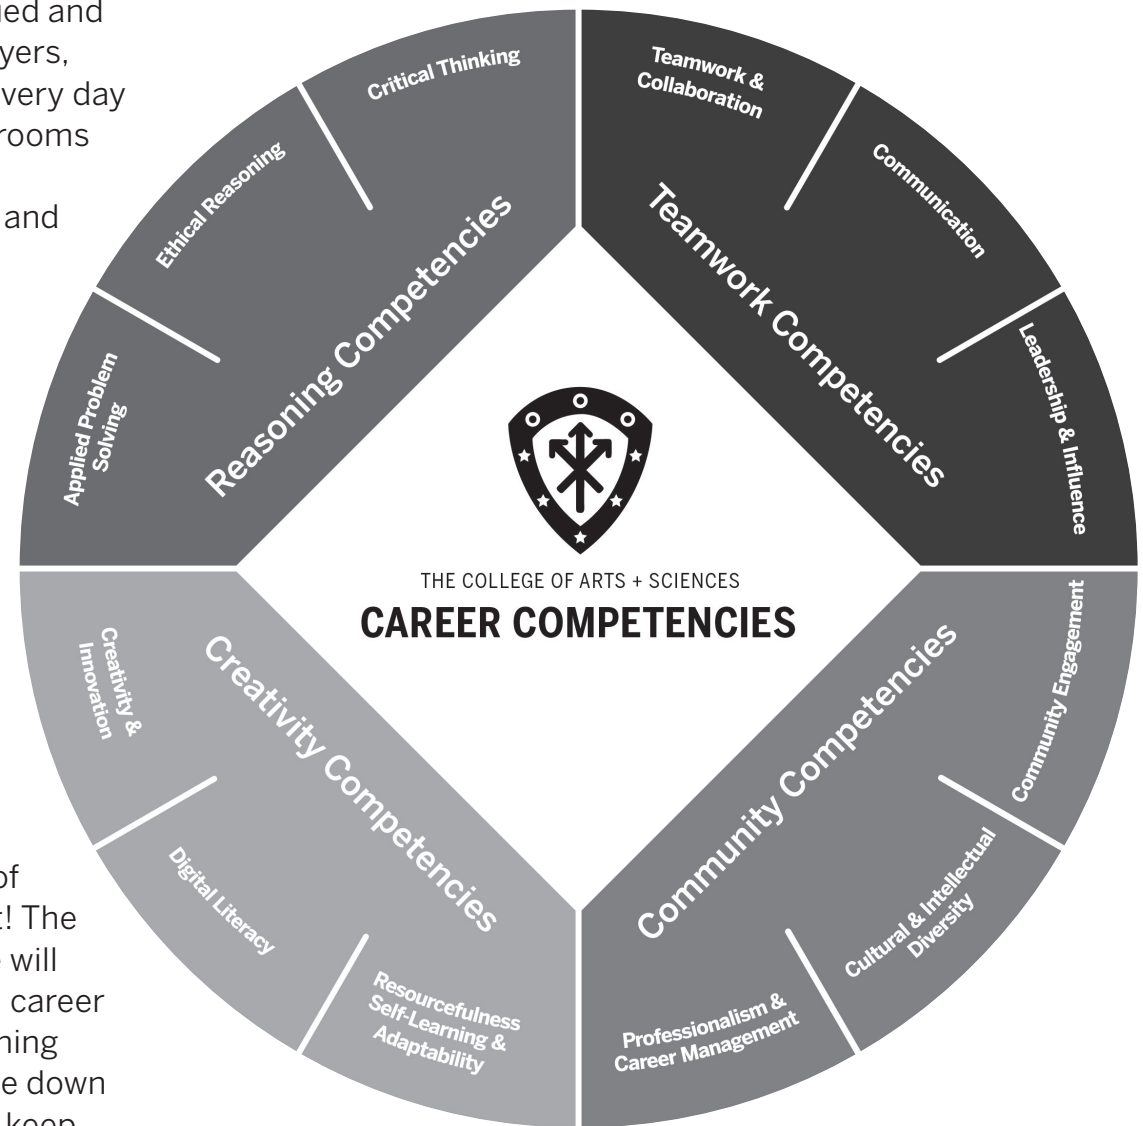 and
yers,
very day
rooms
and
Critical Thinking
Ethical Reasoning
Applied Problem
Solving
Reasoning Competencies
Teamwork &
Collaboration
Communication
Leadership & Influence
Teamwork Competencies
THE COLLEGE OF ARTS + SCIENCES
CAREER COMPETENCIES
Creativity &
Innovation
Digital Literacy
Resourcefulness
Self-Learning &
Adaptability
Creativity Competencies
Community Engagement
Cultural & Intellectual
Diversity
Professionalism &
Career Management
Community Competencies
of
t! The
will
career
ning
e down
keep